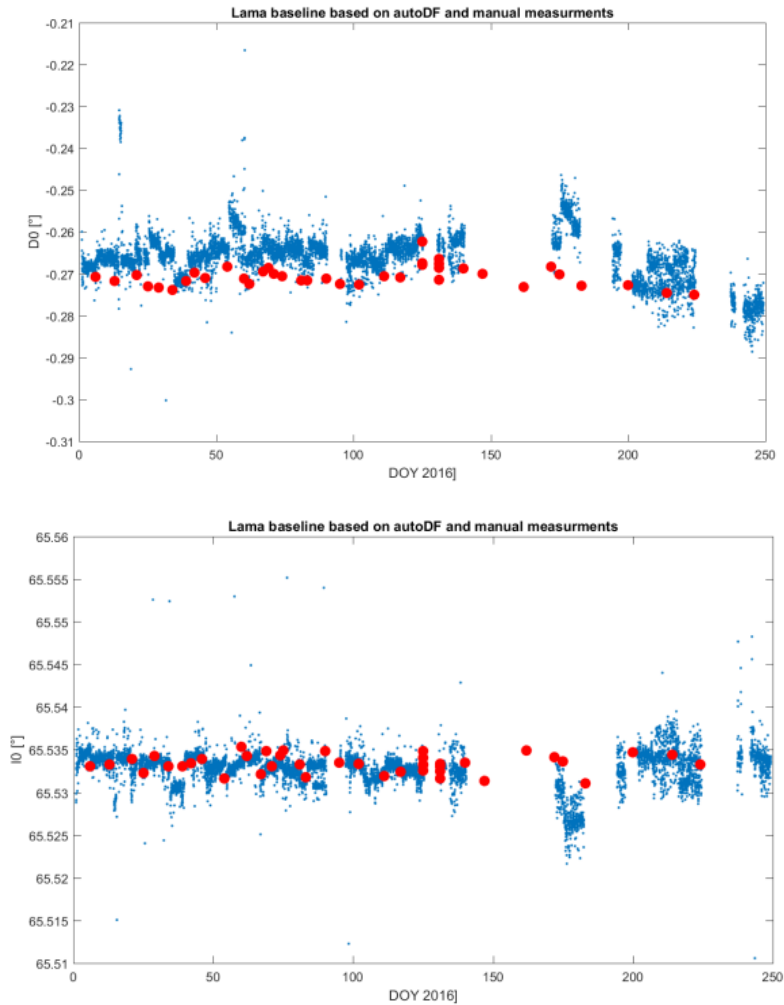 Lama baseline based on autoDF and manual measurments
-0.21
-0.22
-0.23
-0.24
-0.25
-0.26
-0.27
-0.28
-0.29
-0.3
-0.31
D0 [°]
0 50 100 150 200 250
DOY 2016]
Lama baseline based on autoDF and manual measurments
65.56
65.555
65.55
65.545
65.54
65.535
65.53
65.525
65.52
65.515
65.51
I0 [°]
0 50 100 150 200 250
DOY 2016]